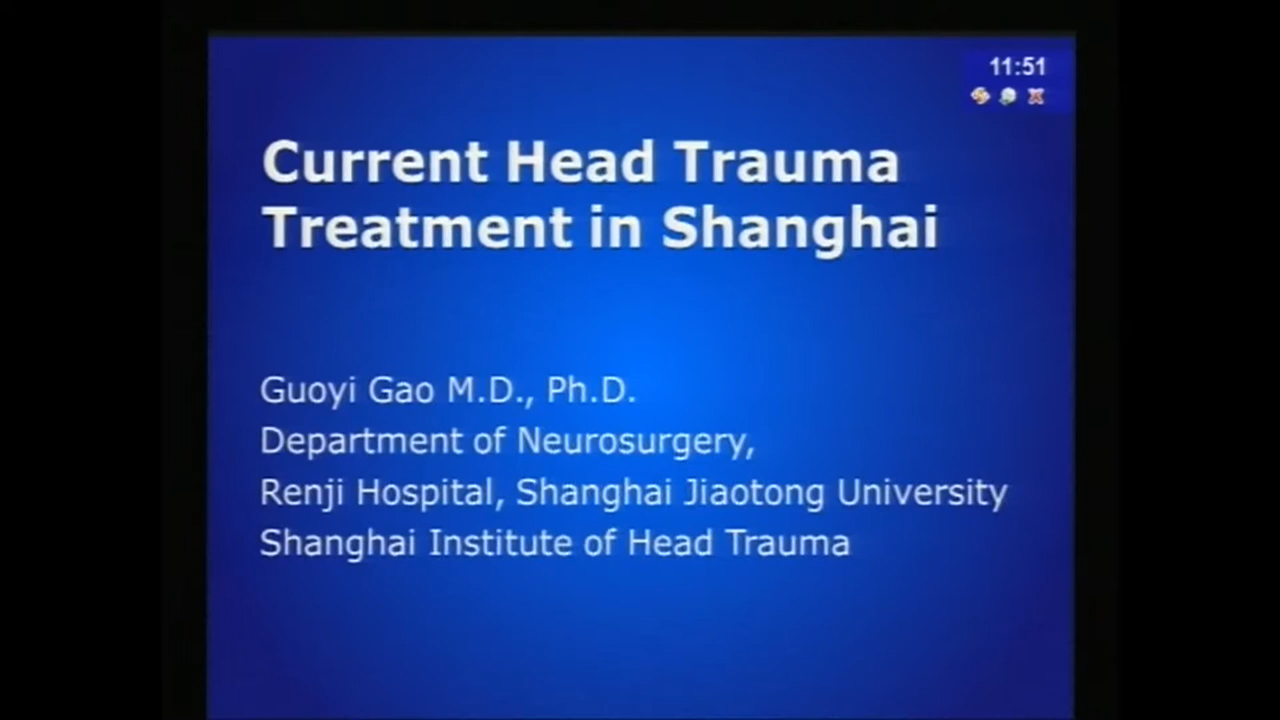 11:51
Current Head Trauma
Treatment in Shanghai
Guoyi Gao M.D., Ph.D.
Department of Neurosurgery,
Renji Hospital, Shanghai Jiaotong University
Shanghai Institute of Head Trauma